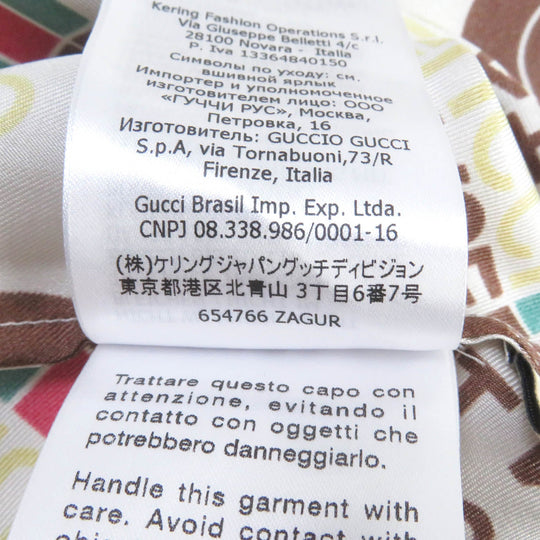 Kering Fashion Operations S.r.l.
Via Giuseppe Belletti 4/c
28100 Novara - Italy
P. Iva 13364840150
Символы по уходу: см.
вшивной ярлык
Импортер и уполномоченное
изготовителем лицо: ООО
«ГУЧЧИ РУС», Москва,
Петровка, 16
Изготовитель: GUCCIO GUCCI
S.p.A, via Tornabuoni,73/R
Firenze, Italia
Gucci Brasil Imp. Exp. Ltda.
CNPJ 08.338.986/0001-16
(株)ケリングジャパングッチディビジョン
東京都港区北青山 3丁目6番7号
654766 ZAGUR
Trattare questo capo con
attenzione, evitando il
contatto con oggetti che
potrebbero danneggiarlo.
Handle this garment with
care. Avoid contact with